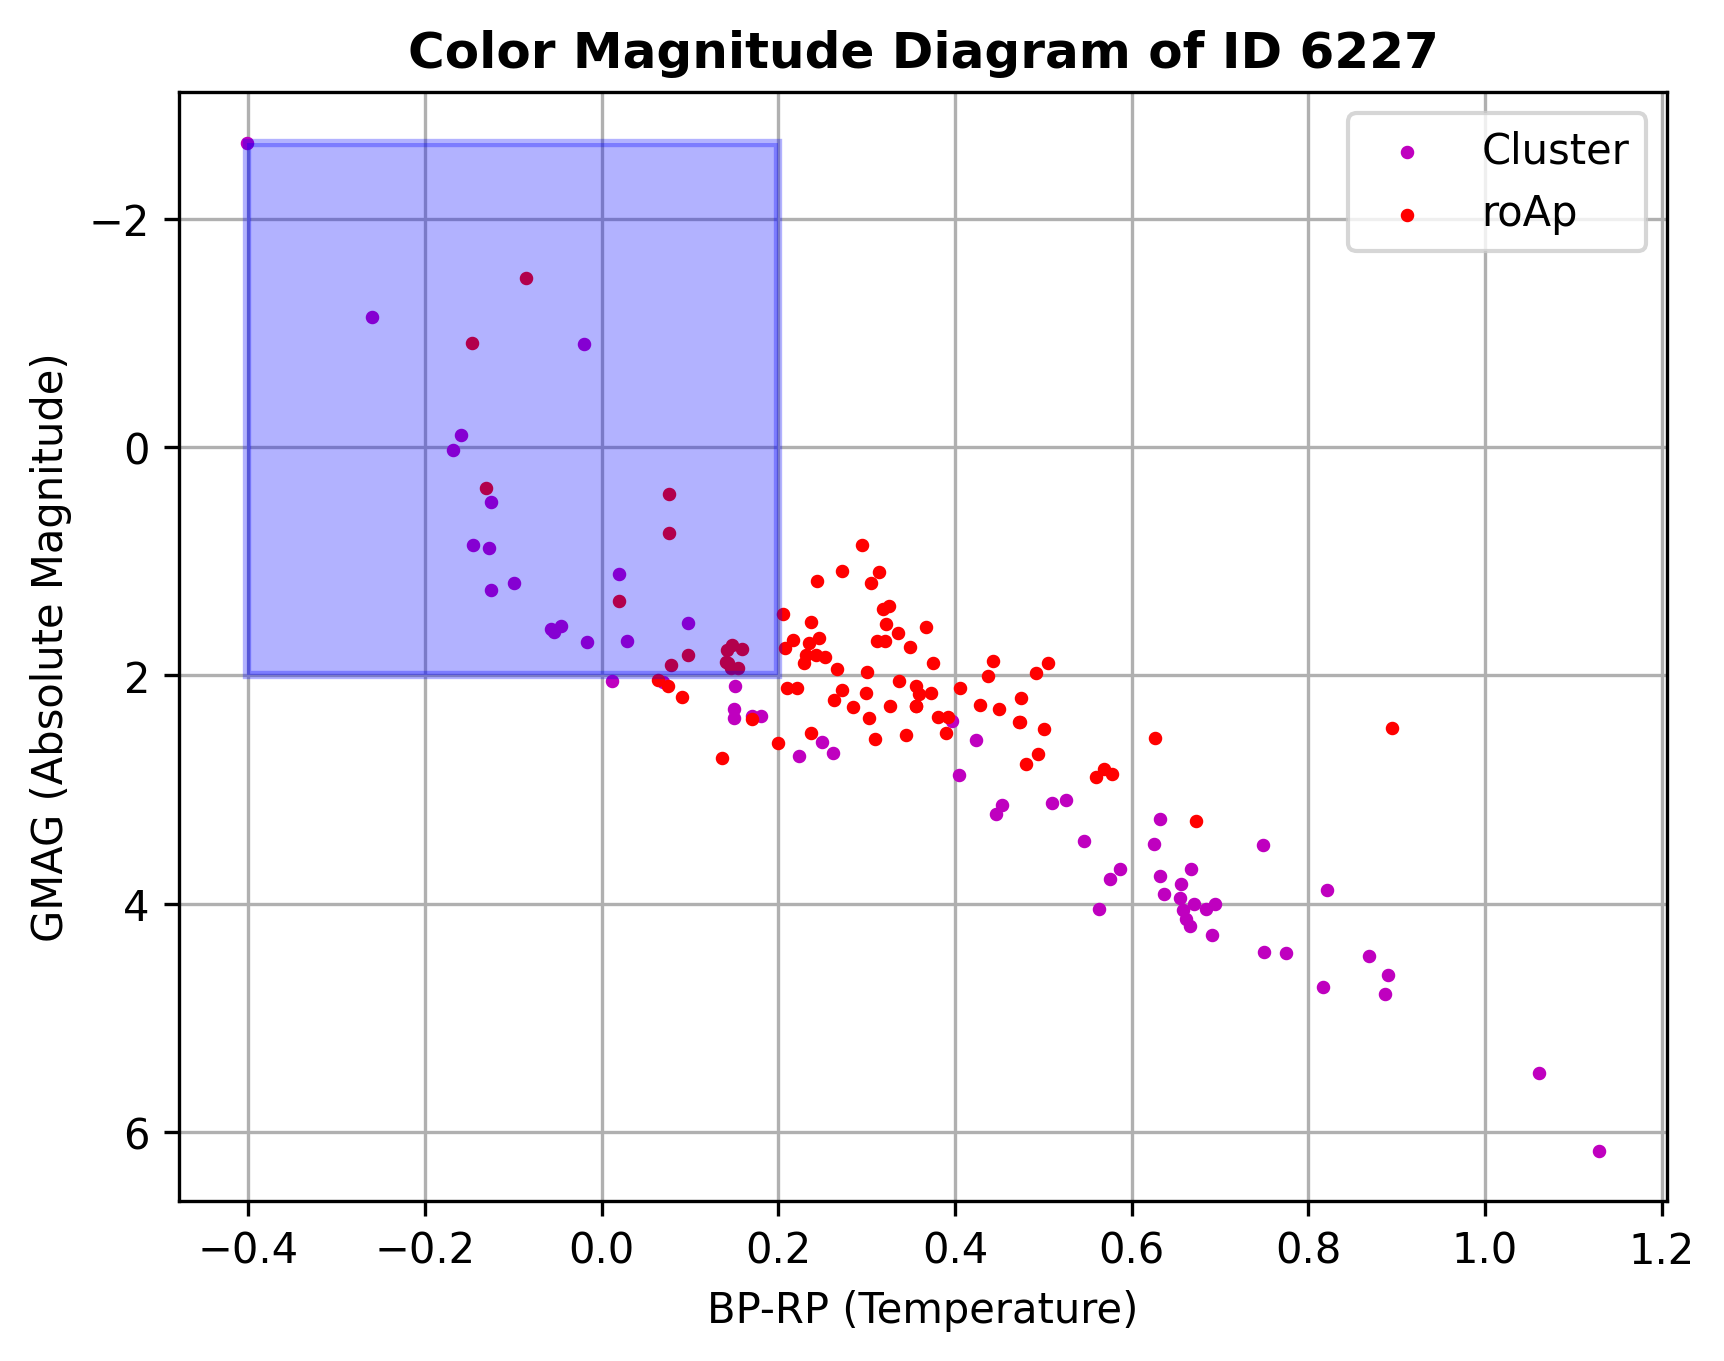 Color Magnitude Diagram of ID 6227
Cluster
roAp
GMAG (Absolute Magnitude)
−2
0
2
4
6
−0.4 −0.2 0.0 0.2 0.4 0.6 0.8 1.0 1.2
BP-RP (Temperature)